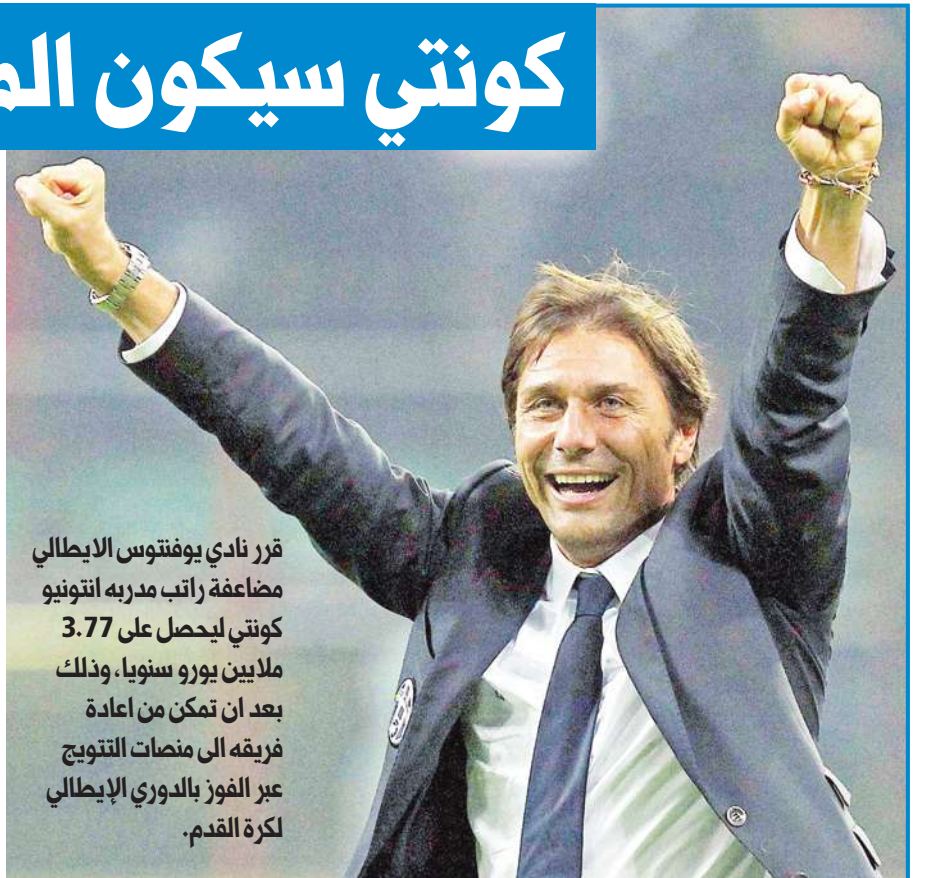 كونتي سيكون
قرر نادي يوفنتوس الايطالي
مضاعفة راتب مدربه انتونيو
كونتي ليحصل على 3.77
ملايين يورو سنويا، وذلك
بعد ان تمكن من اعادة
فريقه الى منصات التتويج
عبر الفوز بالدوري الإيطالي
لكرة القدم.